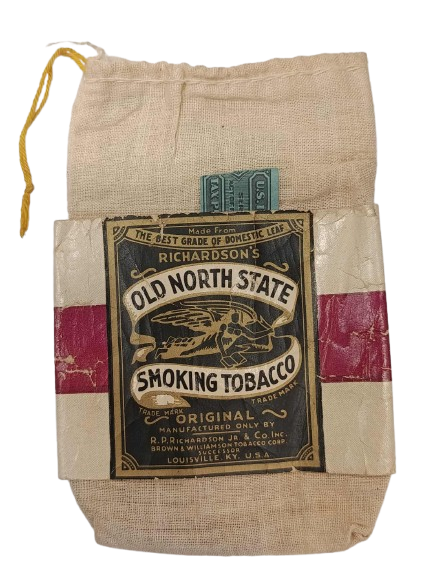 U.S. I
TAX P
Made From
THE BEST GRADE OF DOMESTIC LEAF
RICHARDSON'S
OLD NORTH STATE
SMOKING TOBACCO
TRADE MARK
TRADE MARK
ORIGINAL
MANUFACTURED ONLY BY
R.P. RICHARDSON JR. & CO. INC.
BROWN & WILLIAMSON TOBACCO CORP.
SUCCESSOR
LOUISVILLE, KY. U.S.A.